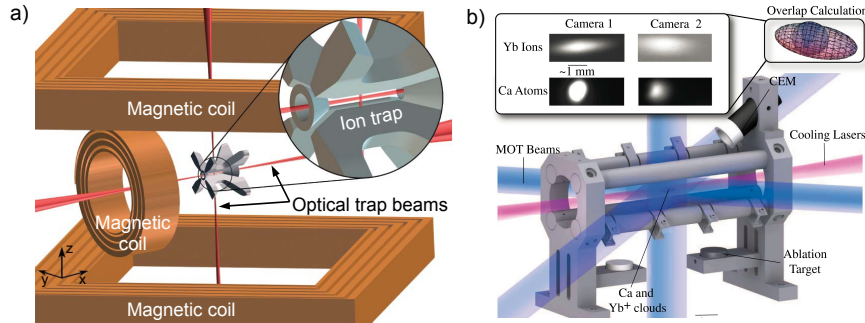 a)
Magnetic coil
Ion trap
Magnetic
coil
Optical trap beams
z
y
x
Magnetic coil
b)
Camera 1
Camera 2
Overlap Calculation
Yb Ions
~1 mm
Ca Atoms
CEM
MOT Beams
Cooling Lasers
Ablation
Target
Ca and
Yb⁺ clouds